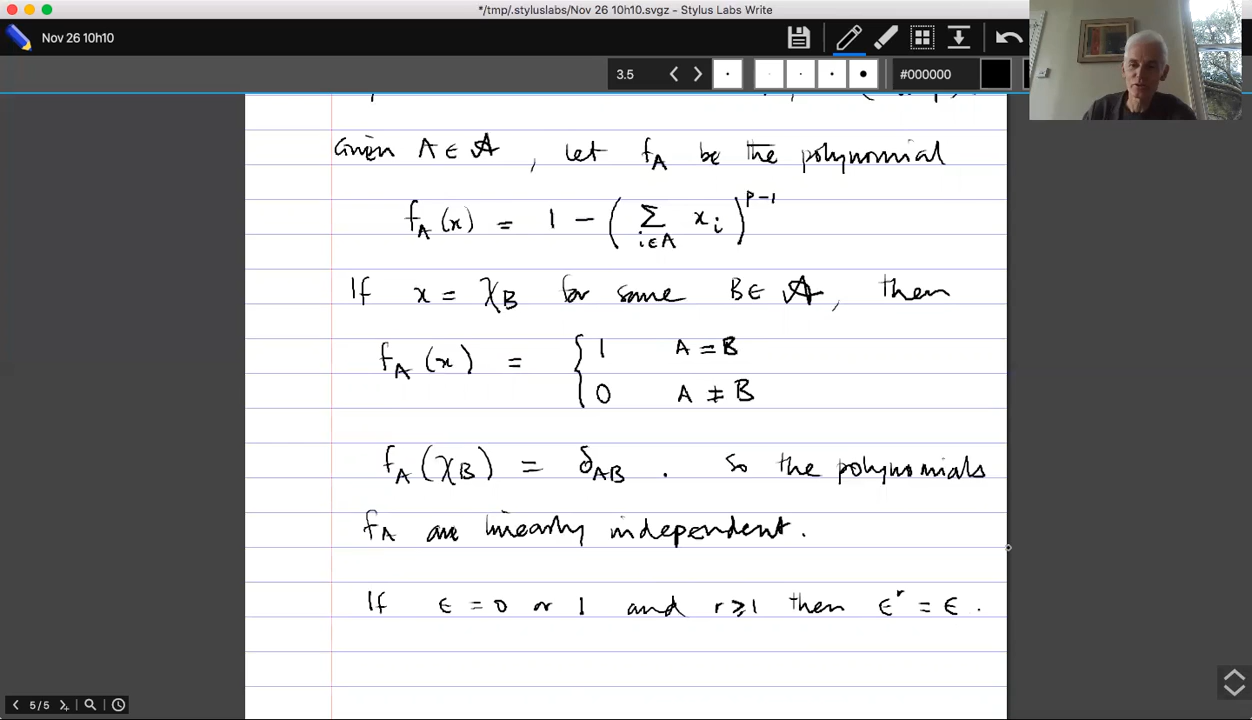 */tmp/.styluslabs/Nov 26 10h10.svgz - Stylus Labs Write
Nov 26 10h10
3.5 #000000
Given A ∈ 𝒜, let f_A be the polynomial
f_A(x) = 1 - (∑_{i∈A} x_i)^{p-1}
If x = χ_B for some B ∈ 𝒜, then
f_A(x) = { 1 A = B
0 A ≠ B
f_A(χ_B) = δ_{AB}. So the polynomials
f_A are linearly independent.
If ϵ = 0 or 1 and r ⩾ 1 then ϵ^r = ϵ.
5/5